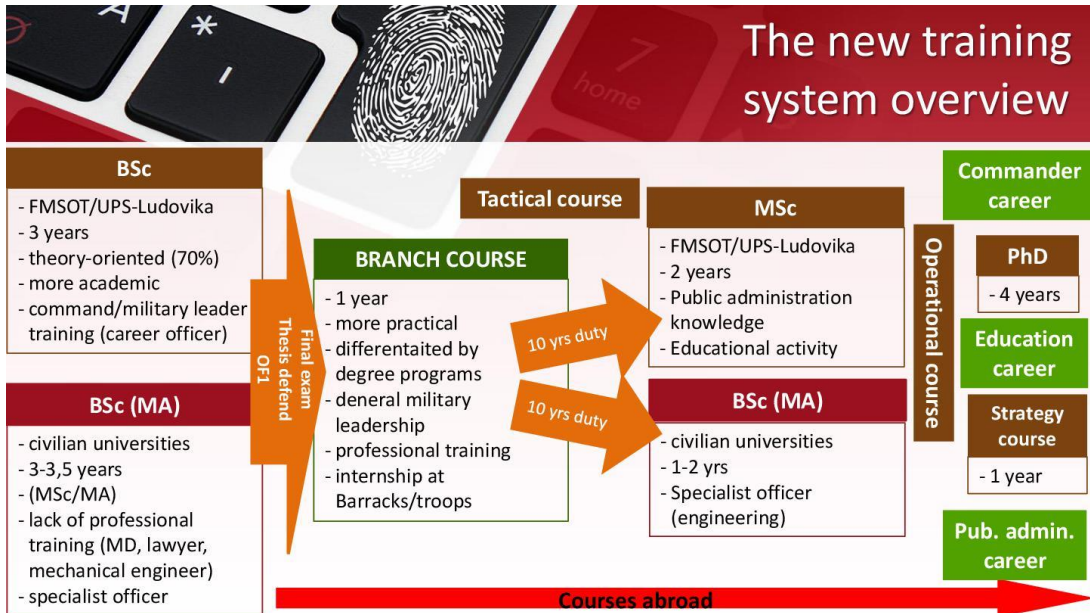 A
*
-
7
home
The new training
system overview
BSc
- FMSOT/UPS-Ludovika
- 3 years
- theory-oriented (70%)
- more academic
- command/military leader
training (career officer)
BSc (MA)
- civilian universities
- 3-3,5 years
- (MSc/MA)
- lack of professional
training (MD, lawyer,
mechanical engineer)
- specialist officer
Final exam
Thesis defend
OF1
BRANCH COURSE
- 1 year
- more practical
- differentaited by
degree programs
- deneral military
leadership
- professional training
- internship at
Barracks/troops
Tactical course
10 yrs duty
10 yrs duty
MSc
- FMSOT/UPS-Ludovika
- 2 years
- Public administration
knowledge
- Educational activity
BSc (MA)
- civilian universities
- 1-2 yrs
- Specialist officer
(engineering)
Operational course
Commander
career
PhD
- 4 years
Education
career
Strategy
course
- 1 year
Pub. admin.
career
Courses abroad